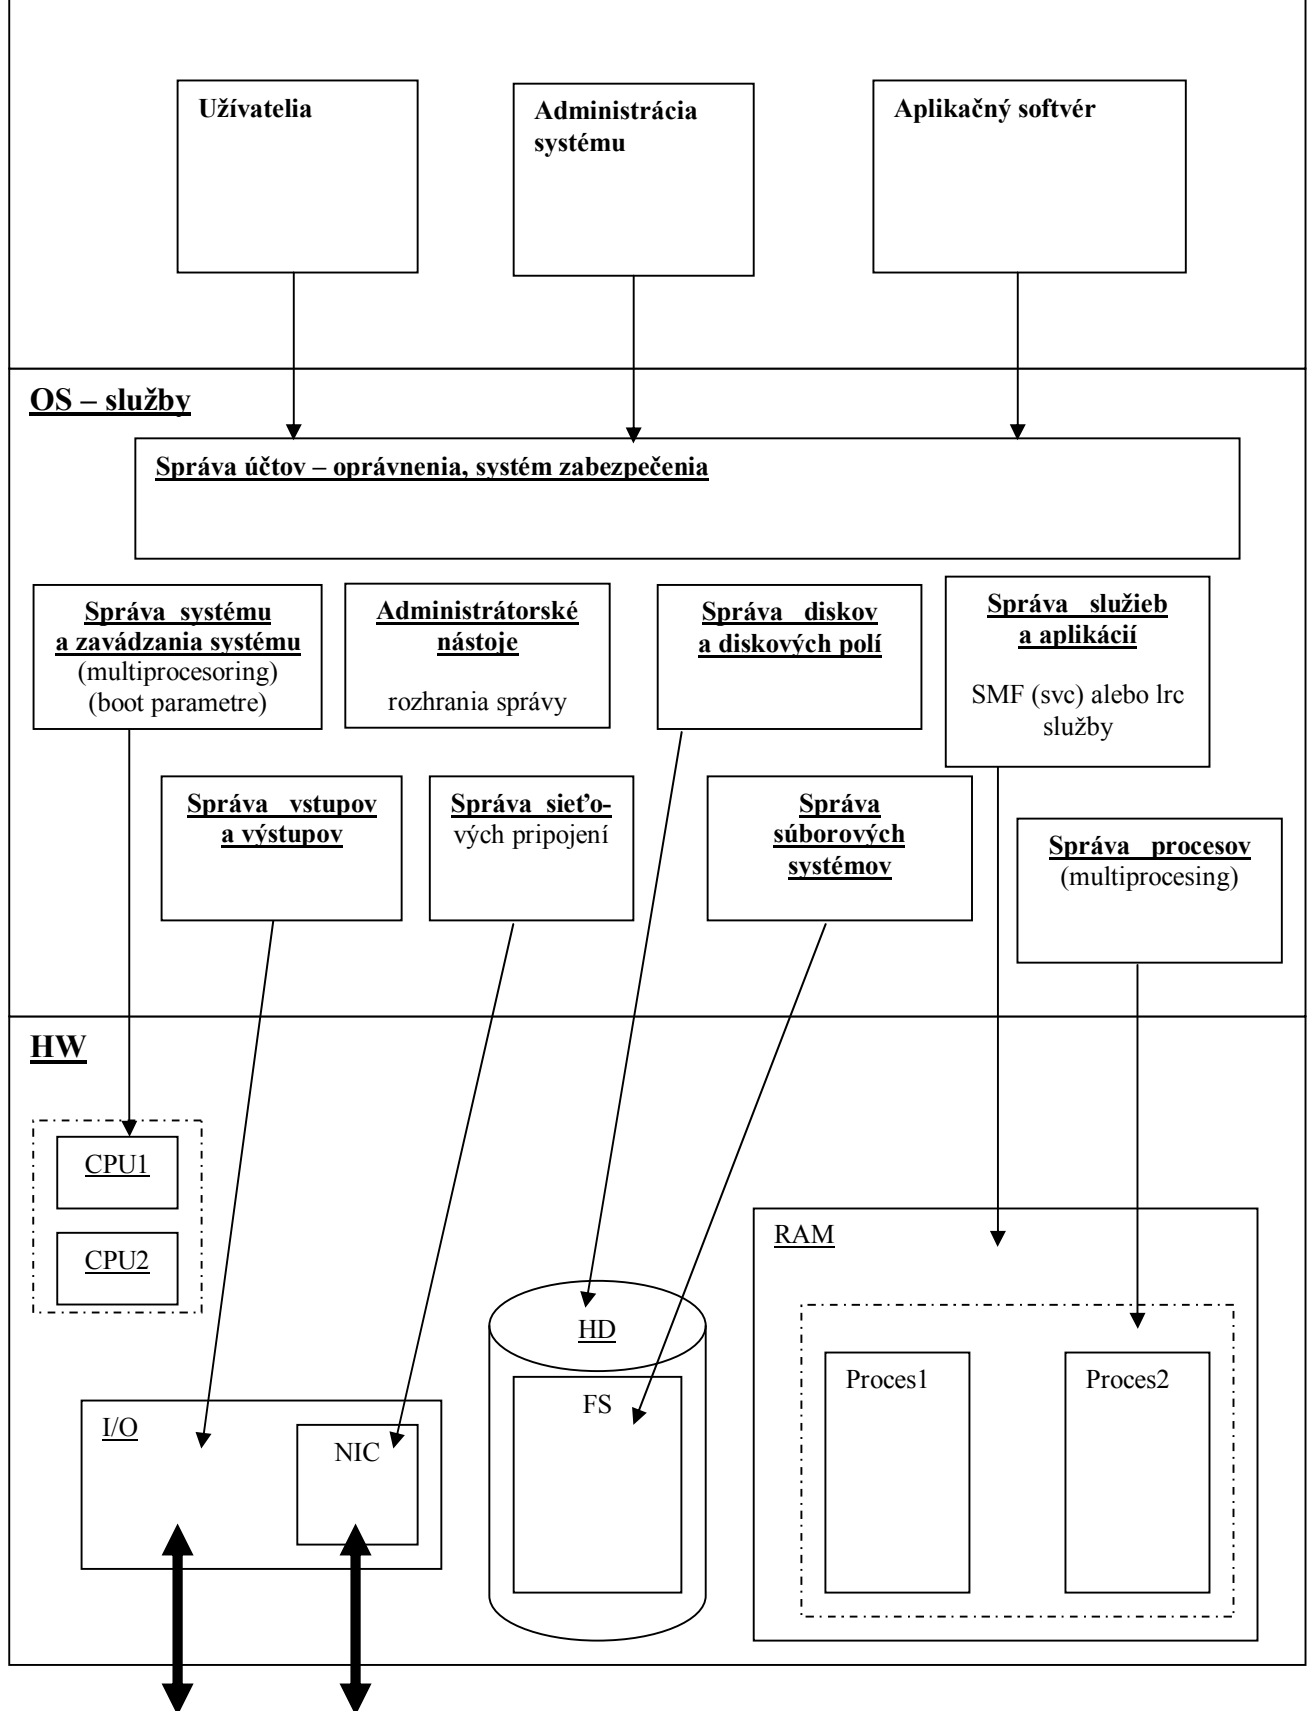 Užívatelia
Administrácia
systému
Aplikačný softvér
OS – služby
Správa účtov – oprávnenia, systém zabezpečenia
Správa systému
a zavádzania systému
(multiprocesoring)
(boot parametre)
Administrátorské
nástoje
rozhrania správy
Správa diskov
a diskových polí
Správa služieb
a aplikácií
SMF (svc) alebo lrc
služby
Správa vstupov
a výstupov
Správa sieťo-
vých pripojení
Správa
súborových
systémov
Správa procesov
(multiprocesing)
HW
CPU1
CPU2
RAM
HD
FS
Proces1
Proces2
I/O
NIC